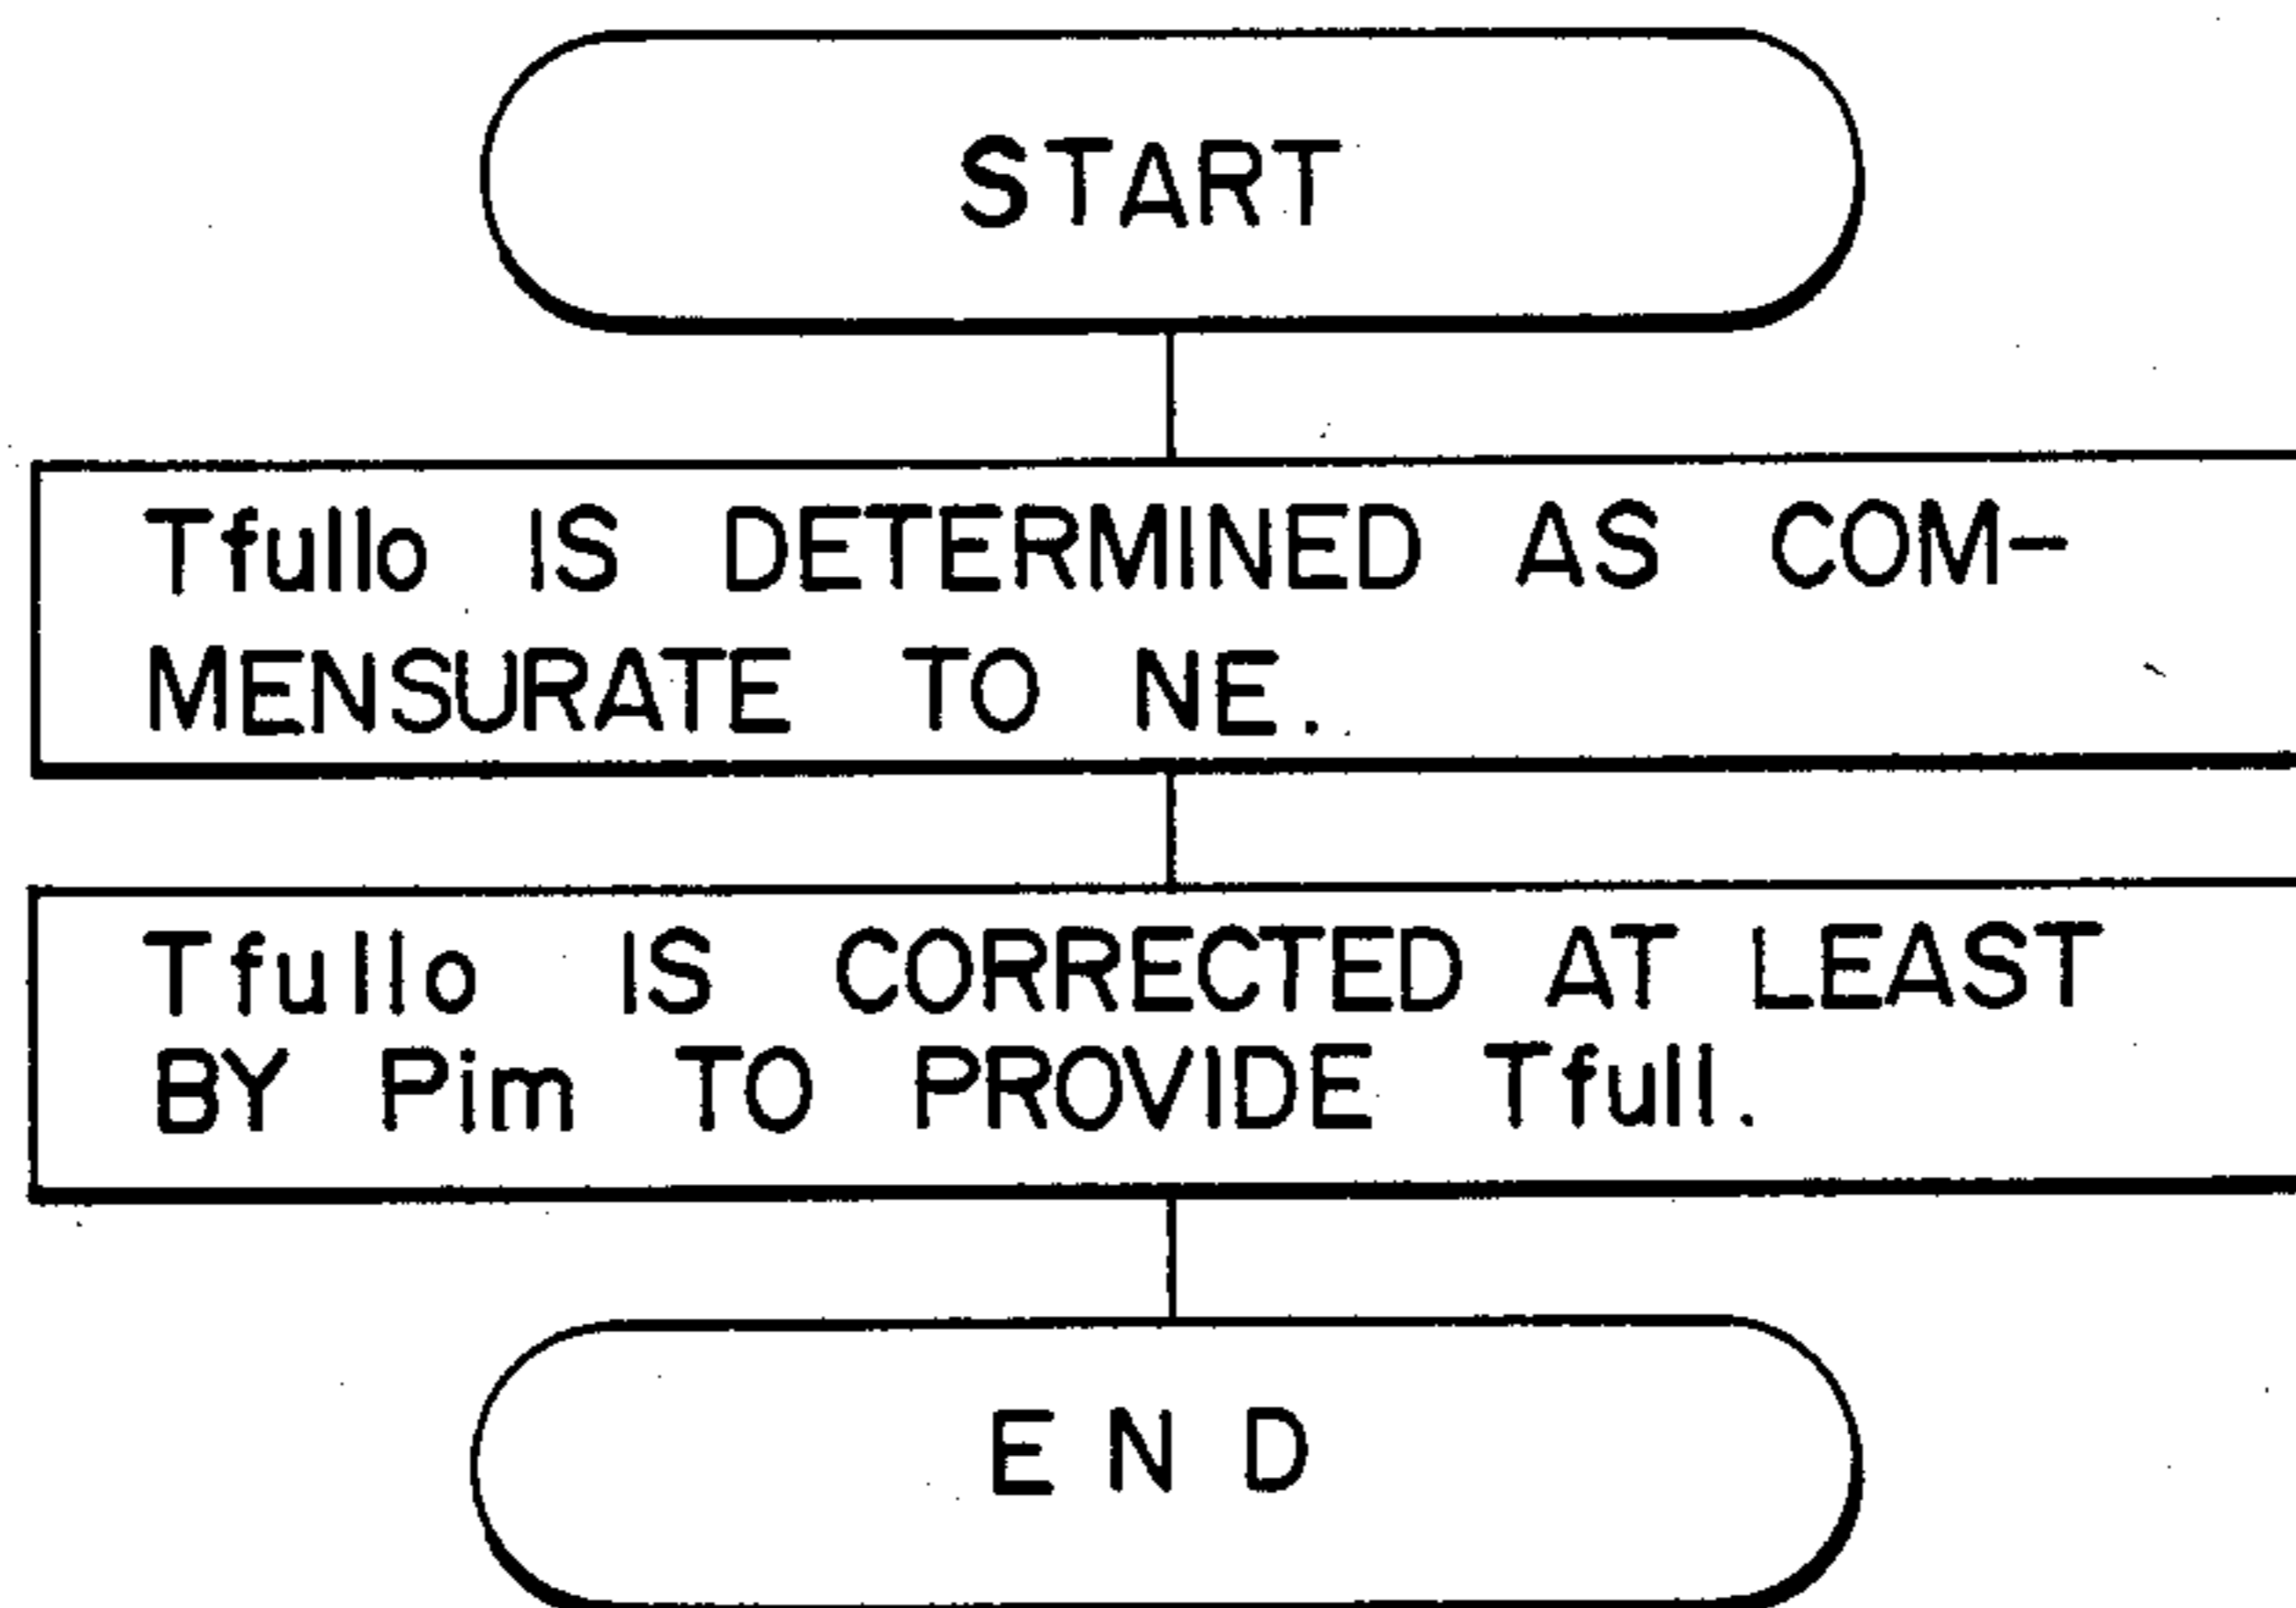 START
Tfullo IS DETERMINED AS COM-
MENSURATE TO NE.
Tfullo IS CORRECTED AT LEAST
BY Pim TO PROVIDE Tfull.
END